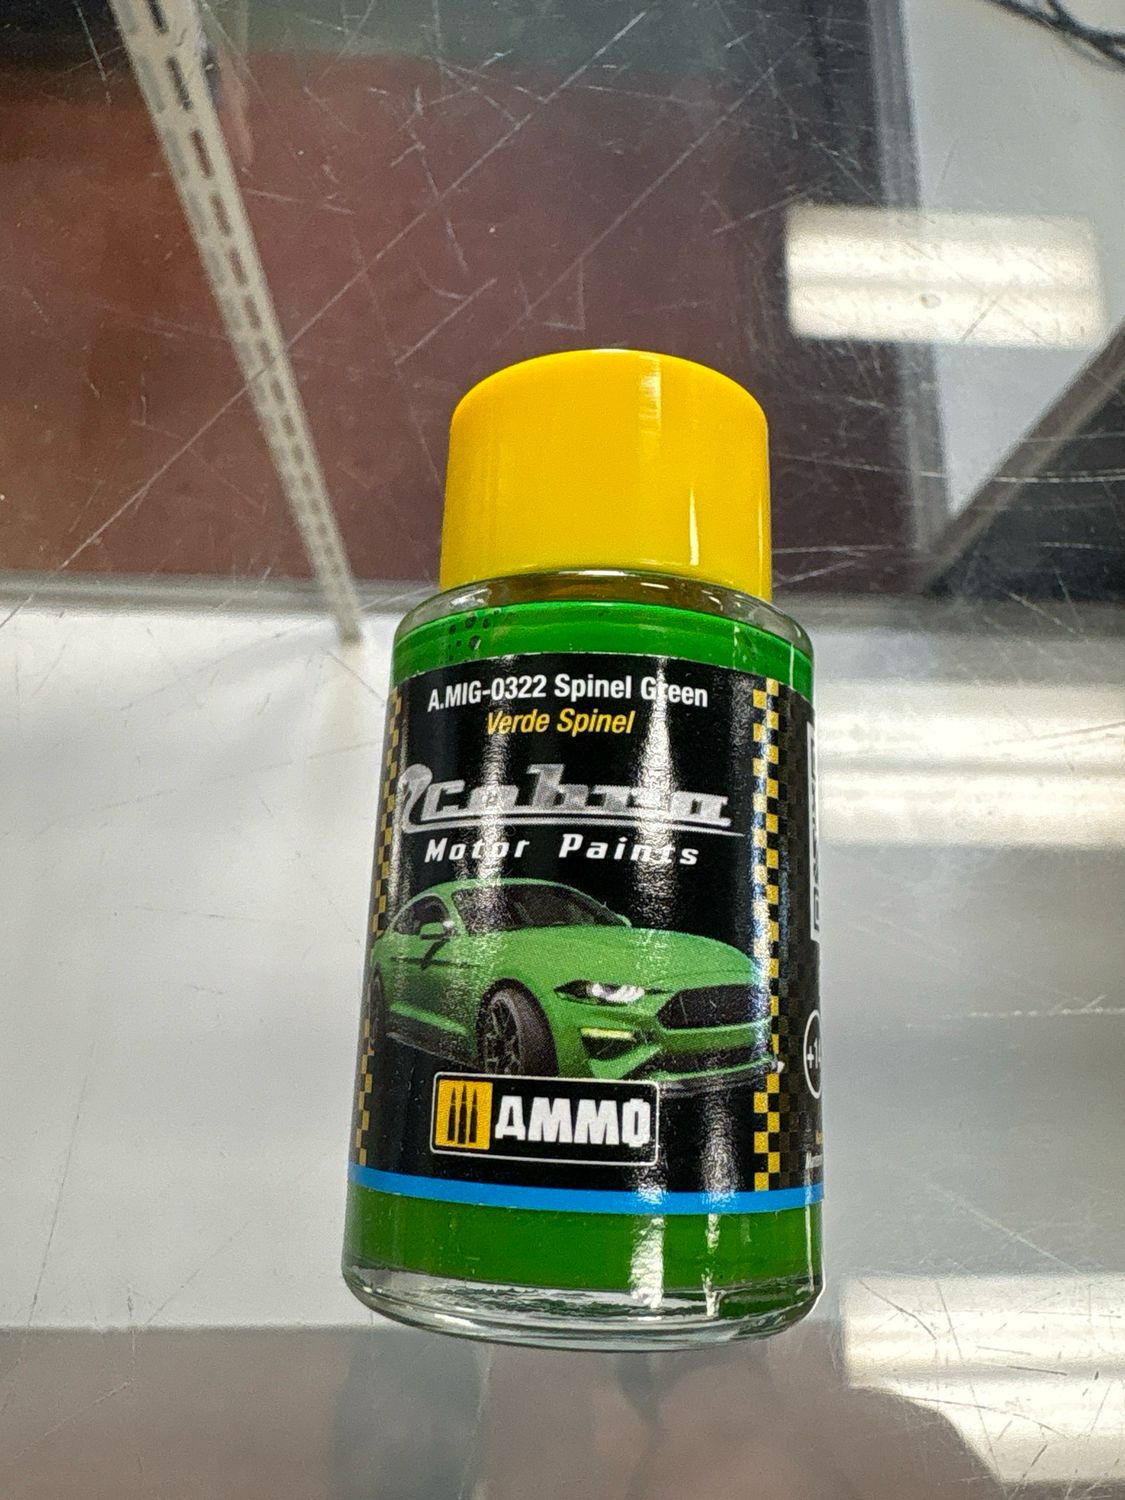 A.MIG-0322 Spinel Green
Verde Spinel
cobra
Motor Paints
AMMO